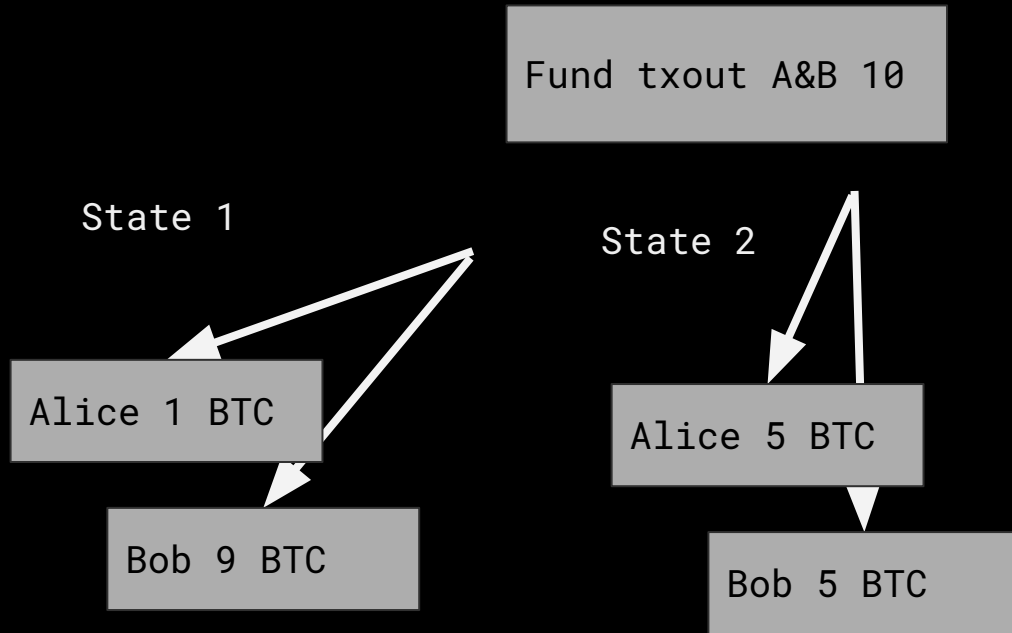 Fund txout A&B 10
State 1
State 2
Alice 1 BTC
Alice 5 BTC
Bob 9 BTC
Bob 5 BTC